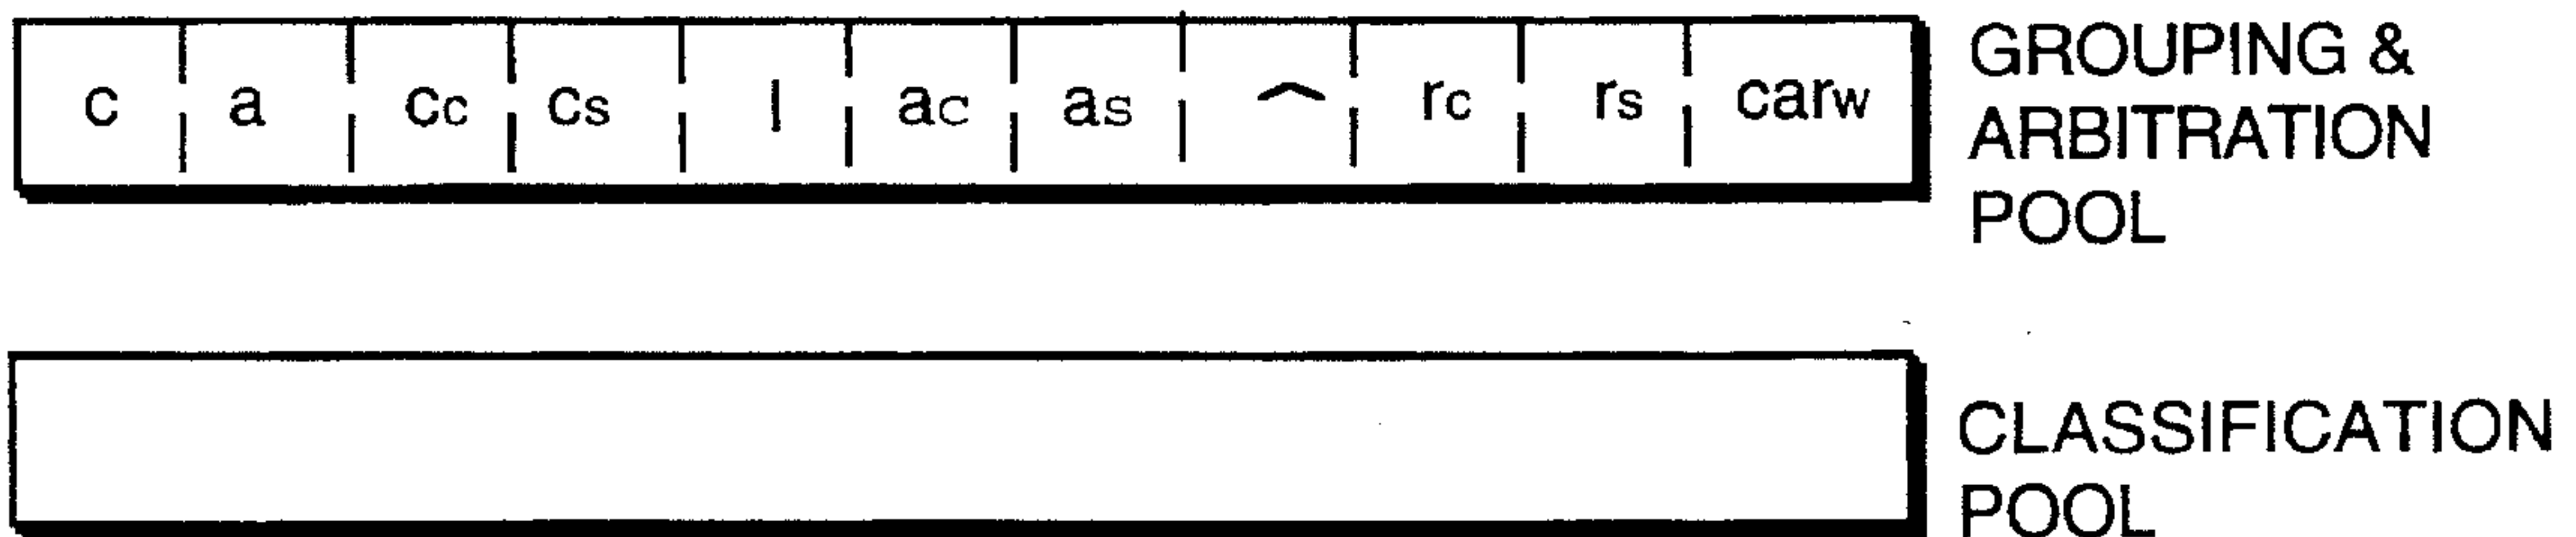 c a cc cs | ac as ⌒ rc rs carw
GROUPING &
ARBITRATION
POOL
CLASSIFICATION
POOL